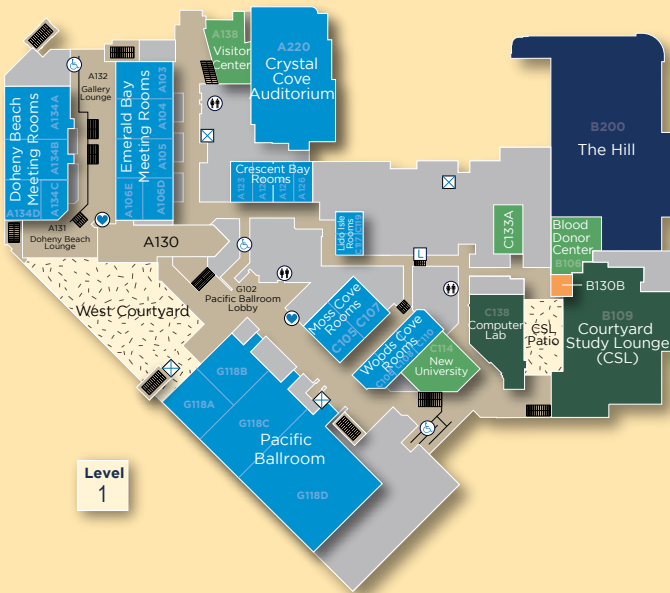 A138
Visitor
Center
A220
Crystal
Cove
Auditorium
A132
Gallery
Lounge
Doheny Beach
Meeting Rooms
A134A
A134B
A134C
A134D
Emerald Bay
Meeting Rooms
A103
A104
A105
A106E
A106D
B200
The Hill
Crescent Bay
Rooms
A123
A126
A131
Doheny Beach
Lounge
A130
Lido Isle
Rooms
C133A
Blood
Donor
Center
B106
B130B
L
G102
Pacific Ballroom
Lobby
West Courtyard
Moss Cove
Rooms
C105
C107
Woods Cove
Rooms
C110
C114
New
University
C138
Computer
Lab
CSL
Patio
B109
Courtyard
Study Lounge
(CSL)
G118B
G118A
G118C
Pacific
Ballroom
G118D
Level
1